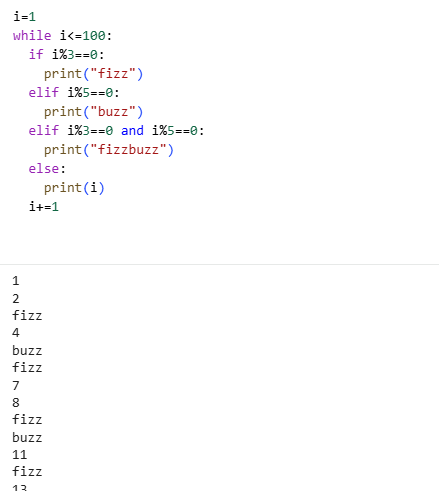 i=1
while i<=100:
  if i%3==0:
    print("fizz")
  elif i%5==0:
    print("buzz")
  elif i%3==0 and i%5==0:
    print("fizzbuzz")
  else:
    print(i)
  i+=1
1
2
fizz
4
buzz
fizz
7
8
fizz
buzz
11
fizz
13